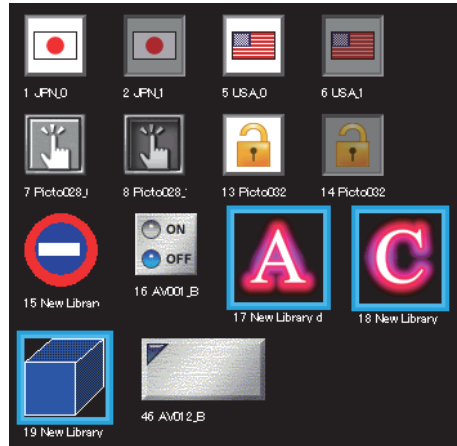 1 JPN_0
2 JPN_1
5 USA_0
6 USA_1
7 Picto028_
8 Picto028_
13 Picto032
14 Picto032
ON
OFF
A
C
15 New Libran
16 AV001_B
17 New Library d
18 New Library
19 New Library
46 AV012_B